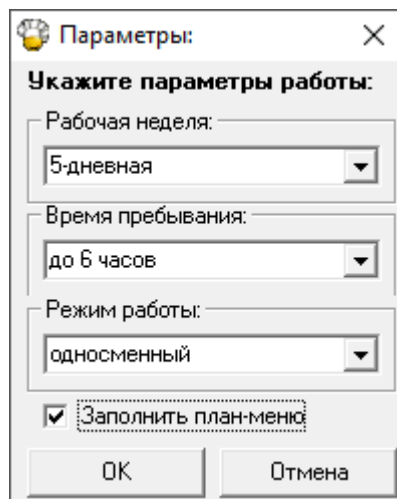 Параметры:
Укажите параметры работы:
Рабочая неделя:
5-дневная
Время пребывания:
до 6 часов
Режим работы:
односменный
Заполнить план-меню
OK
Отмена